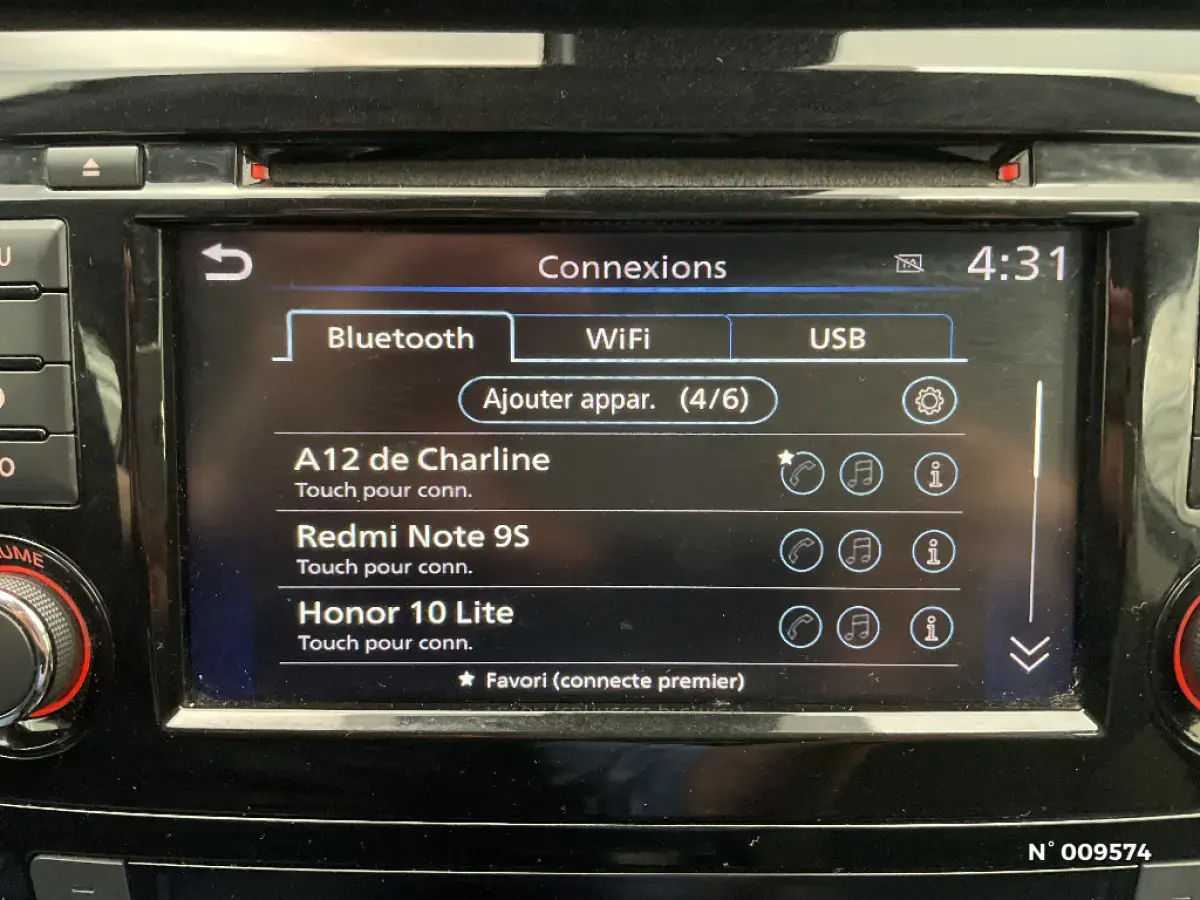 Connexions TA 4:31
Bluetooth WiFi USB
Ajouter appar. (4/6)
A12 de Charline
Touch pour conn.
Redmi Note 9S
Touch pour conn.
Honor 10 Lite
Touch pour conn.
★ Favori (connecte premier)
N° 009574